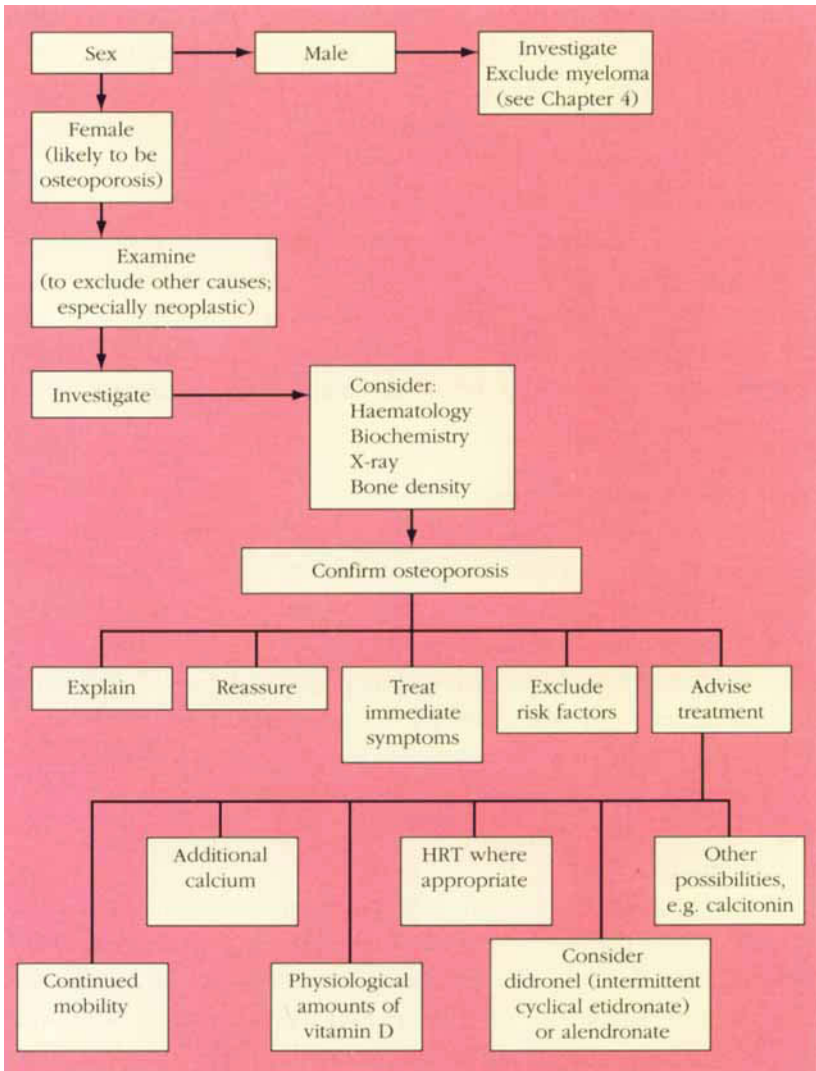 Sex
Male
Investigate
Exclude myeloma
(see Chapter 4)
Female
(likely to be
osteoporosis)
Examine
(to exclude other causes;
especially neoplastic)
Investigate
Consider:
Haematology
Biochemistry
X-ray
Bone density
Confirm osteoporosis
Explain
Reassure
Treat
immediate
symptoms
Exclude
risk factors
Advise
treatment
Additional
calcium
HRT where
appropriate
Other
possibilities,
e.g. calcitonin
Continued
mobility
Physiological
amounts of
vitamin D
Consider
didronel (intermittent
cyclical etidronate)
or alendronate